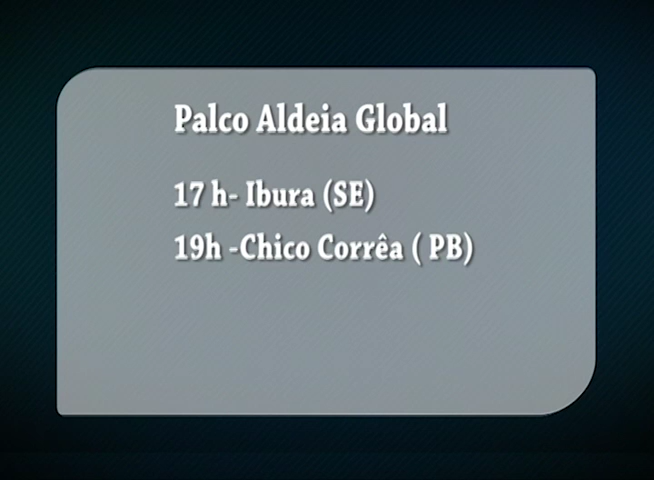 Palco Aldeia Global
17 h- Ibura (SE)
19h -Chico Corrêa ( PB)